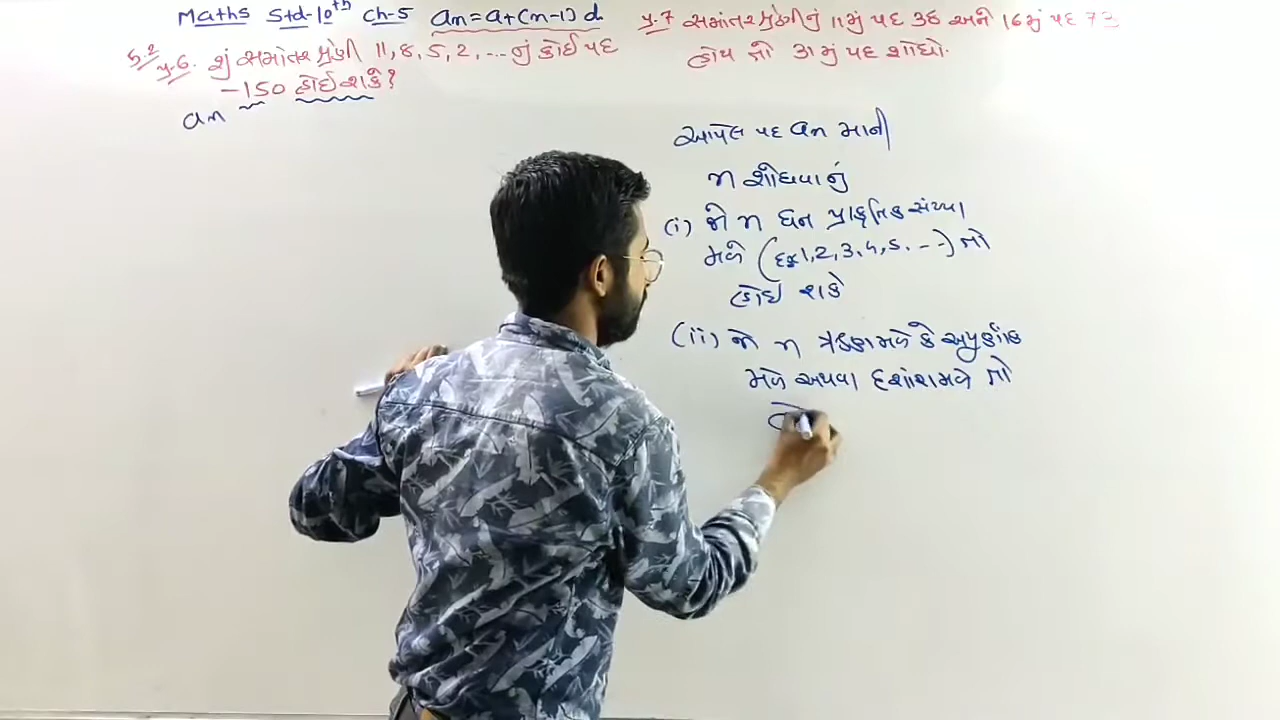 Maths Std-10th Ch-5 an = a+(n-1) d
5.2 પ્ર.6. શું સમાંતર શ્રેણી 11, 8, 5, 2, ... નું કોઈ પદ
-150 હોઈ શકે?
an
પ્ર.7 સમાંતર શ્રેણીનું 11મું પદ 38 અને 16મું પદ 73
હોય તો 31મું પદ શોધો.
આપેલ પદ an માની
n શોધવાનું
(i) જો n ધન પ્રાકૃતિક સંખ્યા
મળે (દા.ત. 1, 2, 3, 4, 5, ...) તો
હોઈ શકે
(ii) જો n ઋણ મળે કે અપૂર્ણાંક
મળે અથવા દશાંશ મળે તો